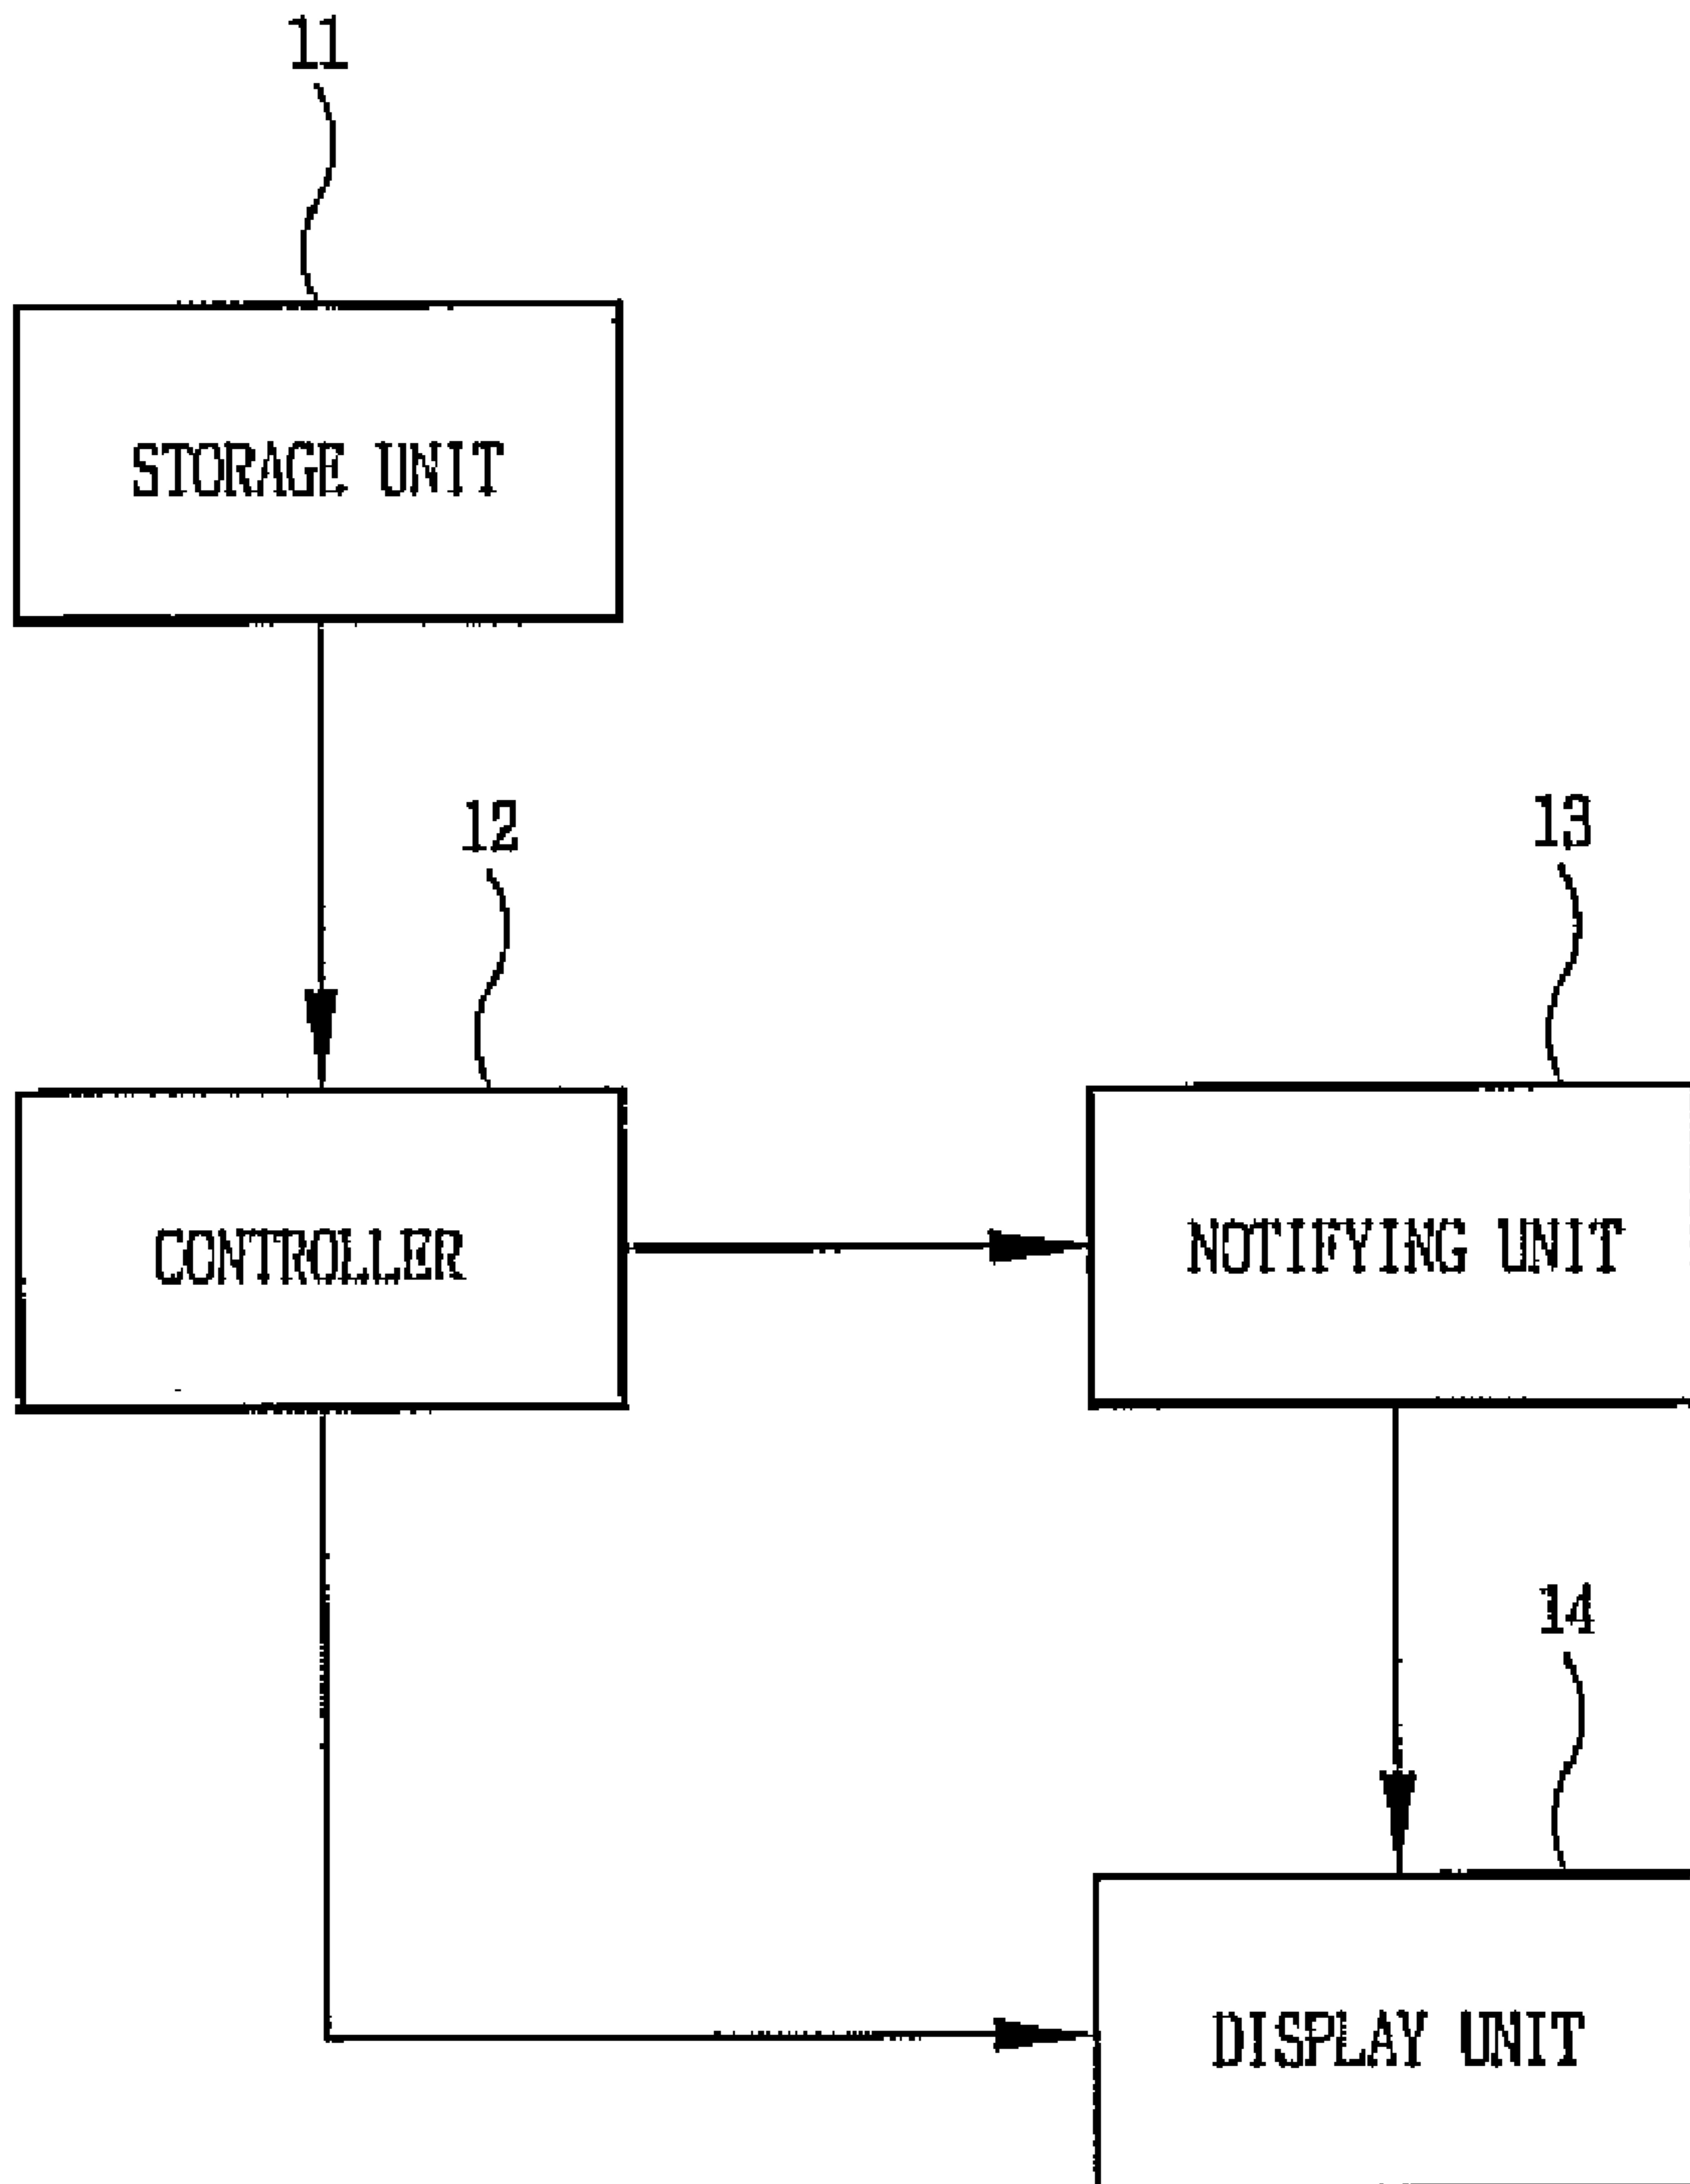 11
STORAGE UNIT
12
13
CONTROLLER
NOTIFYING UNIT
14
DISPLAY UNIT